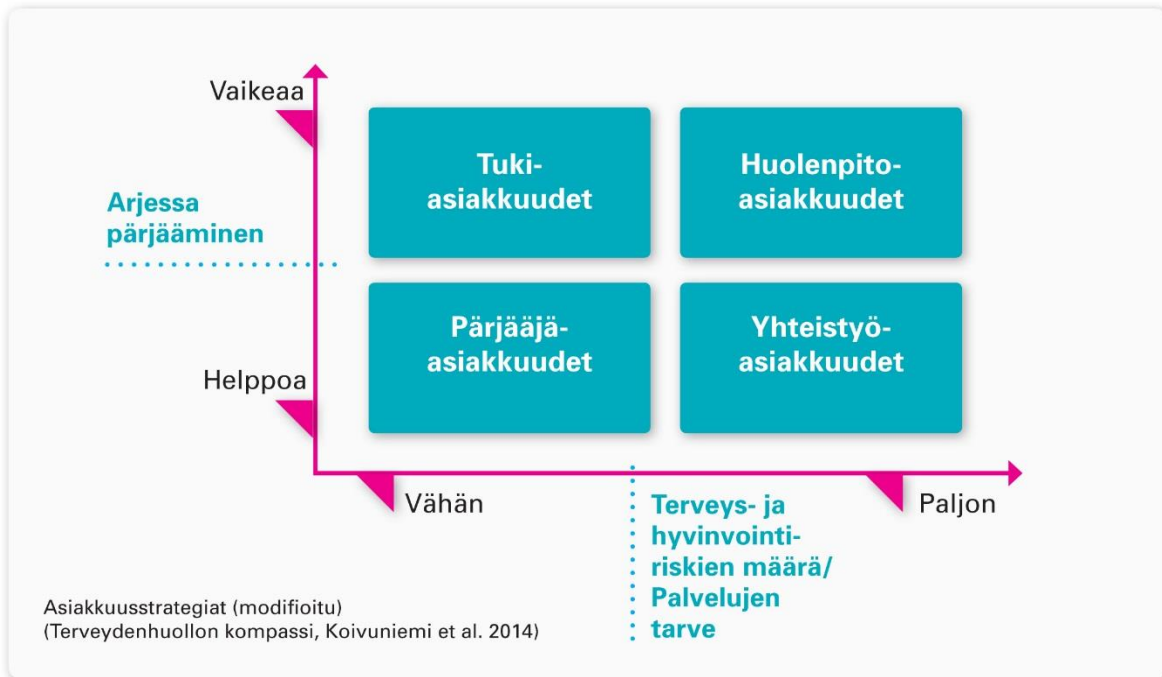 Vaikeaa
Tuki-
asiakkuudet
Huolenpito-
asiakkuudet
Arjessa
pärjääminen
Pärjääjä-
asiakkuudet
Yhteistyö-
asiakkuudet
Helppoa
Vähän
Terveys- ja
hyvinvointi-
riskien määrä/
Palvelujen
tarve
Paljon
Asiakkuusstrategiat (modifioitu)
(Terveydenhuollon kompassi, Koivuniemi et al. 2014)